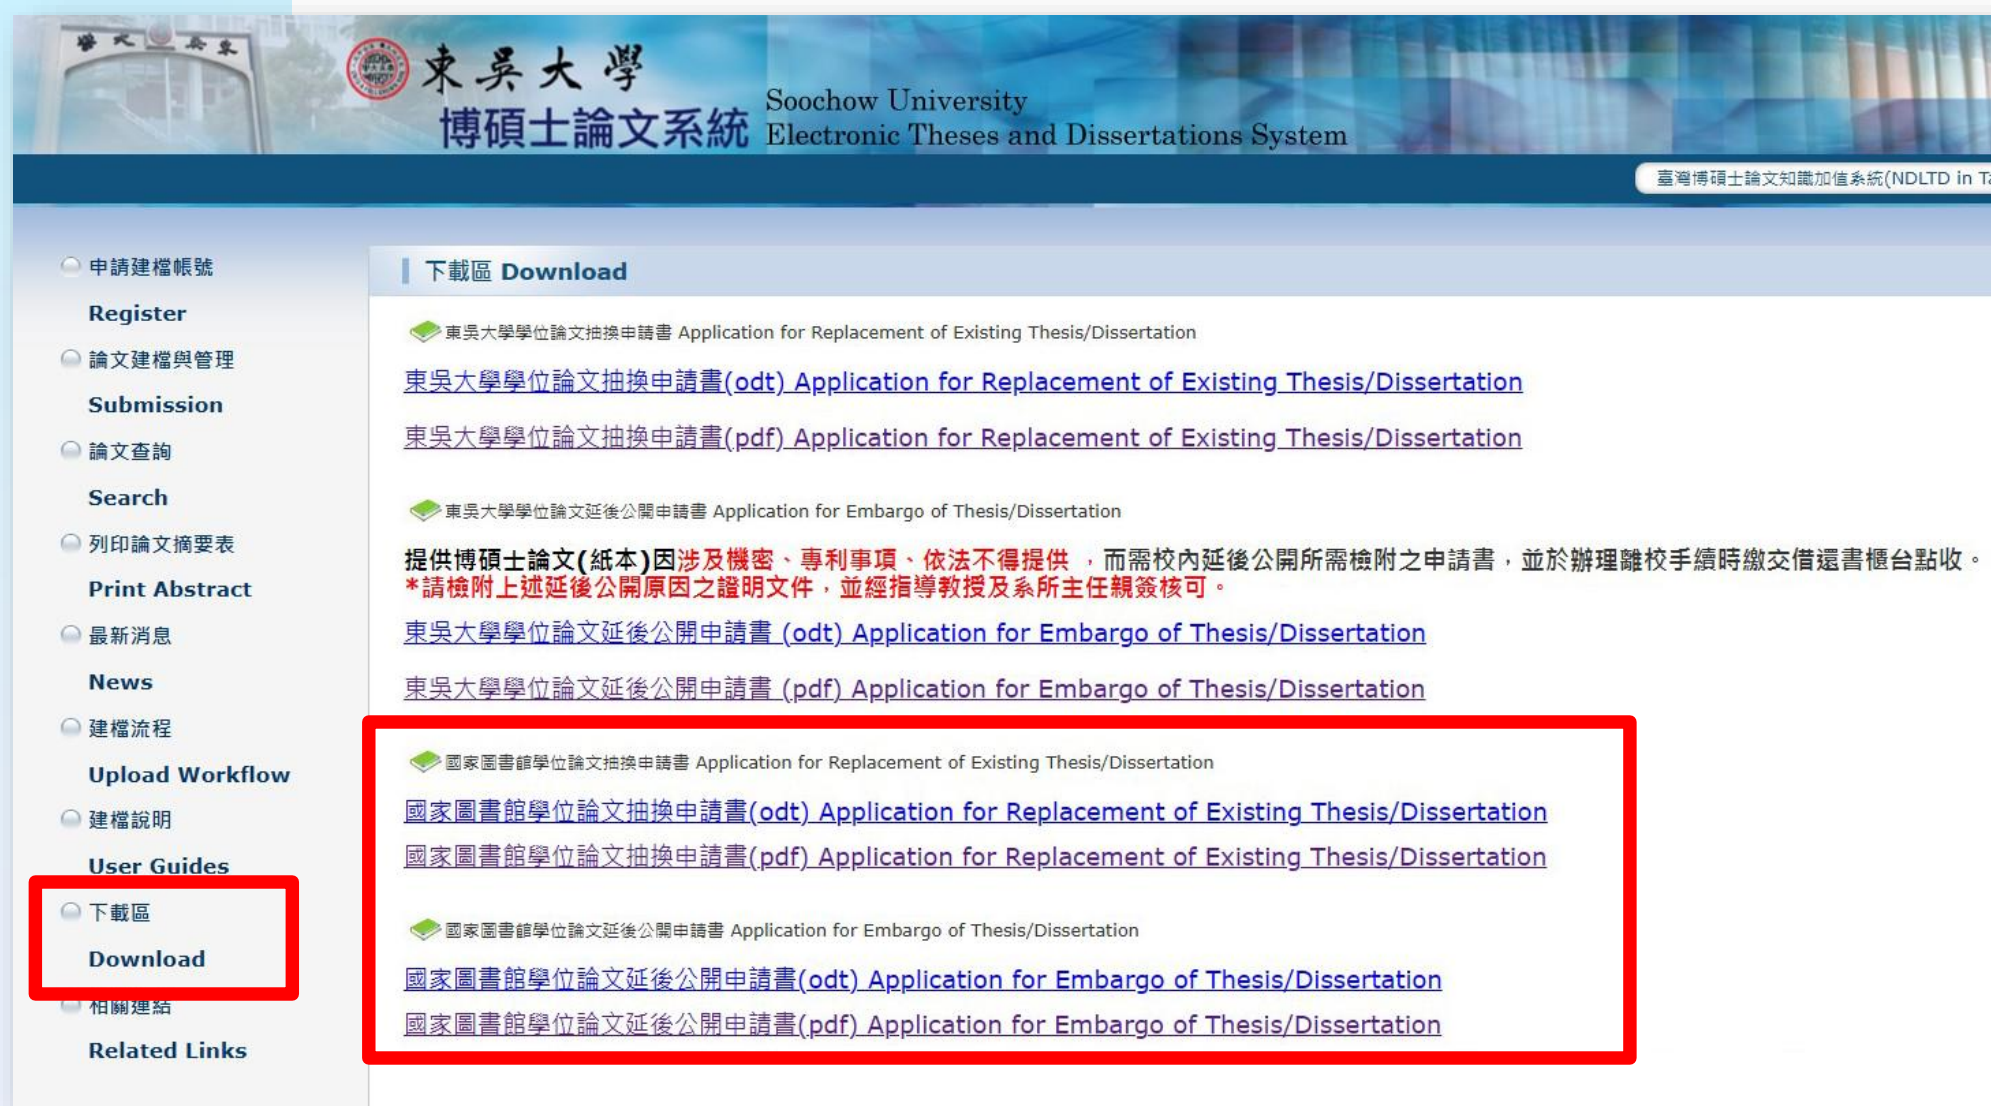 東吳大學
博碩士論文系統
Soochow University
Electronic Theses and Dissertations System
臺灣博碩士論文知識加值系統(NDLTD in Ta
申請建檔帳號
Register
論文建檔與管理
Submission
論文查詢
Search
列印論文摘要表
Print Abstract
最新消息
News
建檔流程
Upload Workflow
建檔說明
User Guides
下載區
Download
相關連結
Related Links
下載區 Download
東吳大學學位論文抽換申請書 Application for Replacement of Existing Thesis/Dissertation
東吳大學學位論文抽換申請書(odt) Application for Replacement of Existing Thesis/Dissertation
東吳大學學位論文抽換申請書(pdf) Application for Replacement of Existing Thesis/Dissertation
東吳大學學位論文延後公開申請書 Application for Embargo of Thesis/Dissertation
提供博碩士論文(紙本)因涉及機密、專利事項、依法不得提供 ，而需校內延後公開所需檢附之申請書，並於辦理離校手續時繳交借還書櫃台點收。
*請檢附上述延後公開原因之證明文件，並經指導教授及系所主任親簽核可。
東吳大學學位論文延後公開申請書 (odt) Application for Embargo of Thesis/Dissertation
東吳大學學位論文延後公開申請書 (pdf) Application for Embargo of Thesis/Dissertation
國家圖書館學位論文抽換申請書 Application for Replacement of Existing Thesis/Dissertation
國家圖書館學位論文抽換申請書(odt) Application for Replacement of Existing Thesis/Dissertation
國家圖書館學位論文抽換申請書(pdf) Application for Replacement of Existing Thesis/Dissertation
國家圖書館學位論文延後公開申請書 Application for Embargo of Thesis/Dissertation
國家圖書館學位論文延後公開申請書(odt) Application for Embargo of Thesis/Dissertation
國家圖書館學位論文延後公開申請書(pdf) Application for Embargo of Thesis/Dissertation